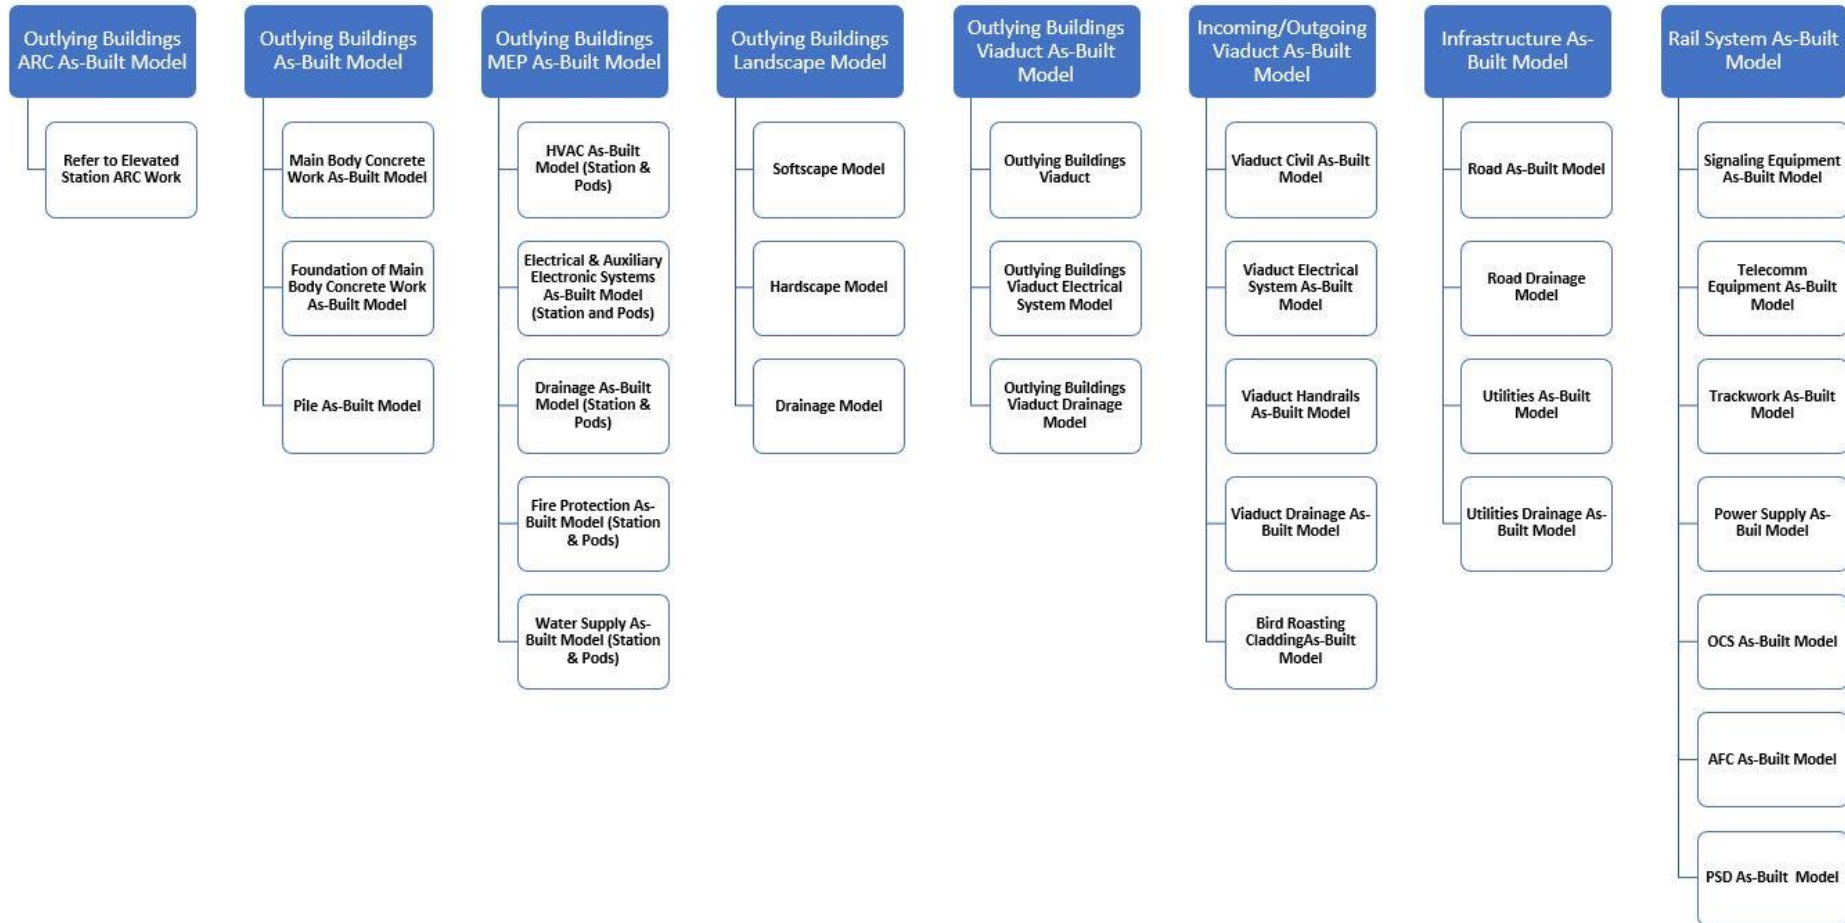 Outlying Buildings
ARC As-Built Model
Refer to Elevated
Station ARC Work
Outlying Buildings
As-Built Model
Main Body Concrete
Work As-Built Model
Foundation of Main
Body Concrete Work
As-Built Model
Pile As-Built Model
Outlying Buildings
MEP As-Built Model
HVAC As-Built
Model (Station &
Pods)
Electrical & Auxiliary
Electronic Systems
As-Built Model
(Station and Pods)
Drainage As-Built
Model (Station &
Pods)
Fire Protection As-
Built Model (Station
& Pods)
Water Supply As-
Built Model (Station
& Pods)
Outlying Buildings
Landscape Model
Softscape Model
Hardscape Model
Drainage Model
Outlying Buildings
Viaduct As-Built
Model
Outlying Buildings
Viaduct
Outlying Buildings
Viaduct Electrical
System Model
Outlying Buildings
Viaduct Drainage
Model
Incoming/Outgoing
Viaduct As-Built
Model
Viaduct Civil As-Built
Model
Viaduct Electrical
System As-Built
Model
Viaduct Handrails
As-Built Model
Viaduct Drainage As-
Built Model
Bird Roasting
CladdingAs-Built
Model
Infrastructure As-
Built Model
Road As-Built Model
Road Drainage
Model
Utilities As-Built
Model
Utilities Drainage As-
Built Model
Rail System As-Built
Model
Signaling Equipment
As-Built Model
Telecomm
Equipment As-Built
Model
Trackwork As-Built
Model
Power Supply As-
Buil Model
OCS As-Built Model
AFC As-Built Model
PSD As-Built Model